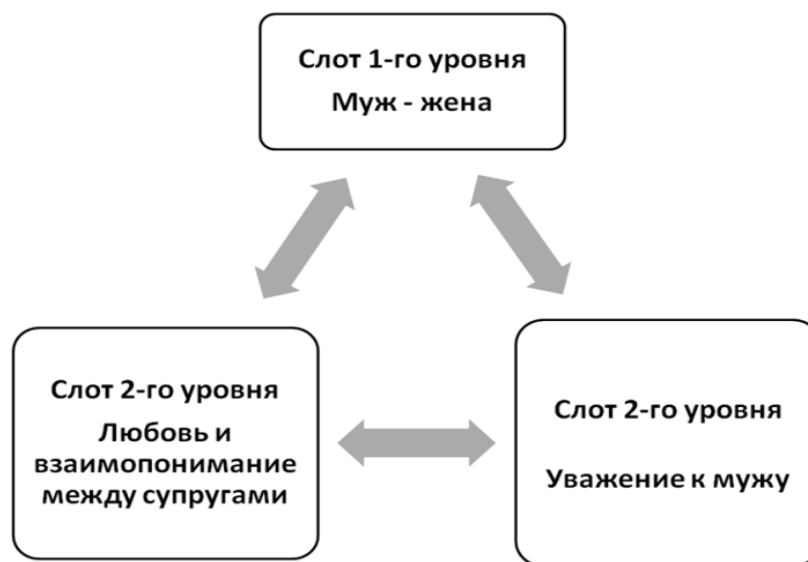 Слот 1-го уровня
Муж - жена
Слот 2-го уровня
Любовь и
взаимопонимание
между супругами
Слот 2-го уровня
Уважение к мужу